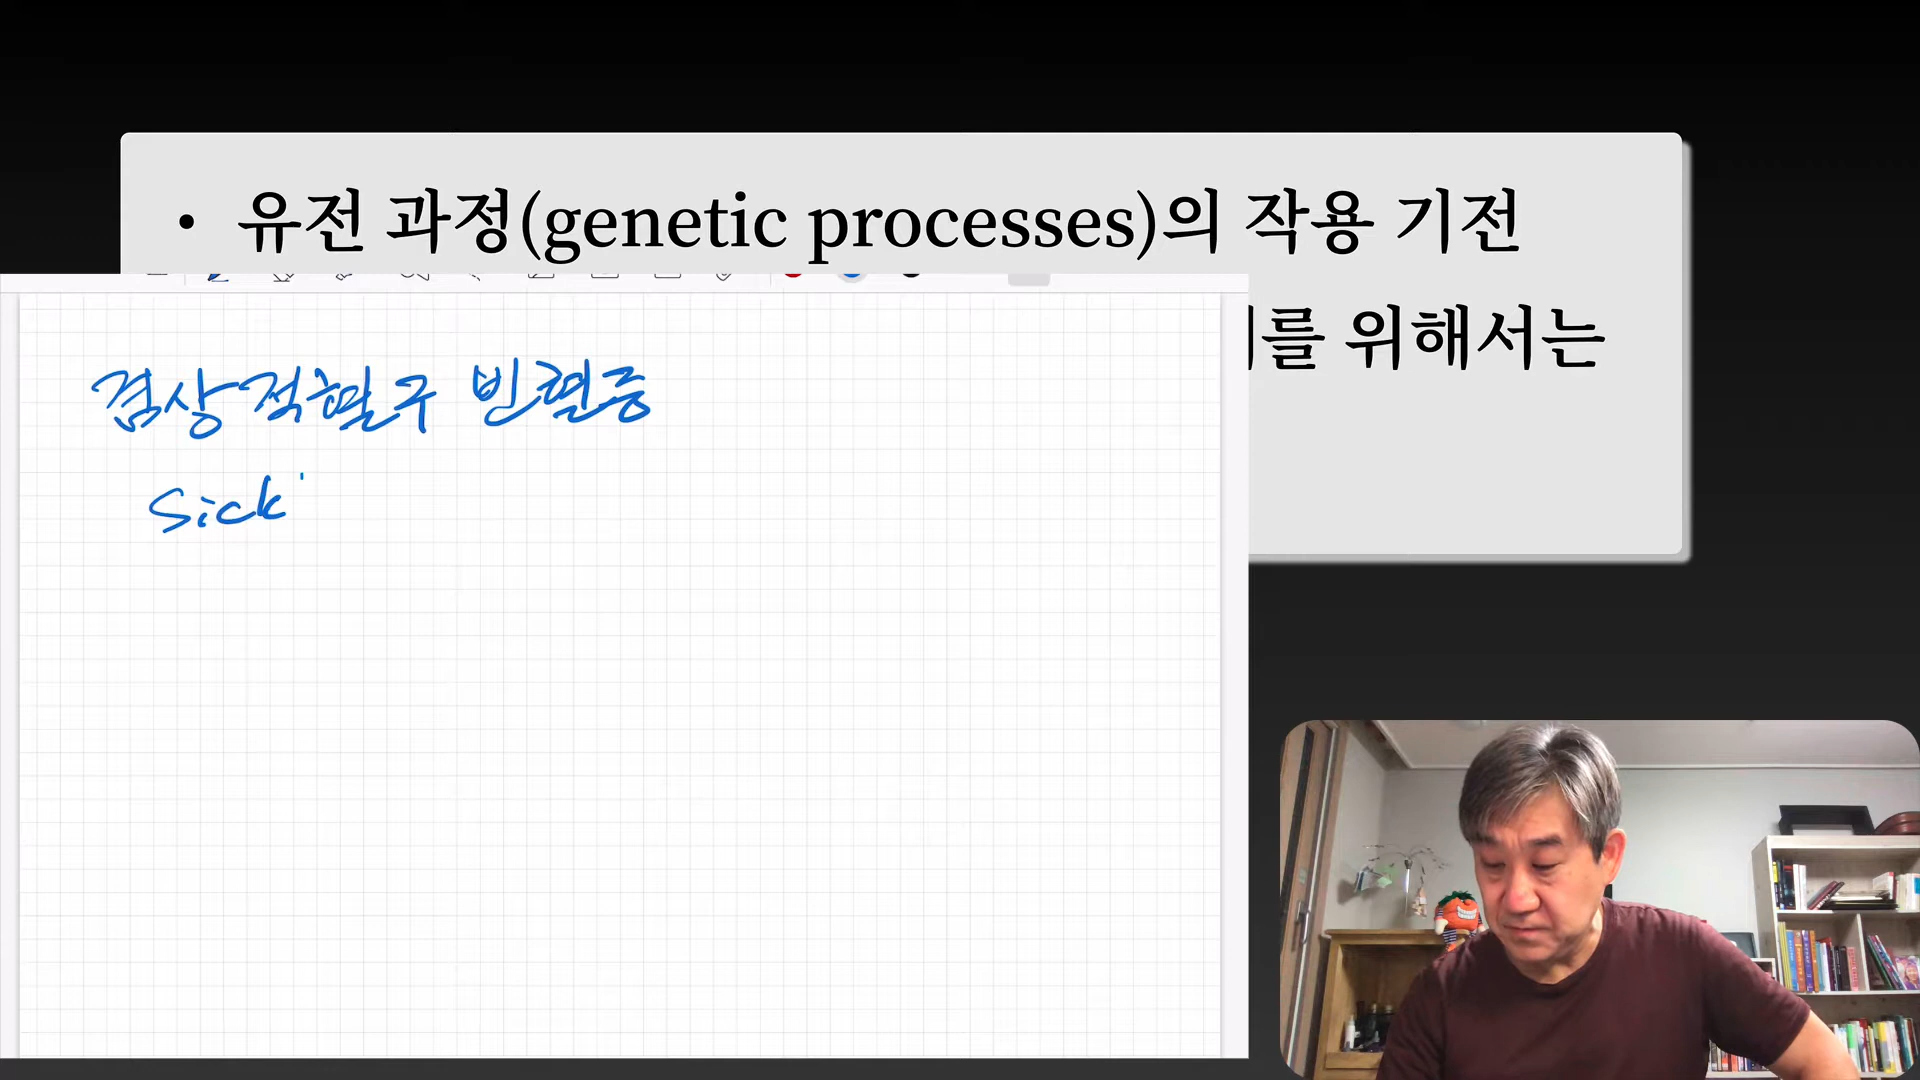 • 유전 과정(genetic processes)의 작용 기전
를 위해서는
겸상적혈구 빈혈증
Sick